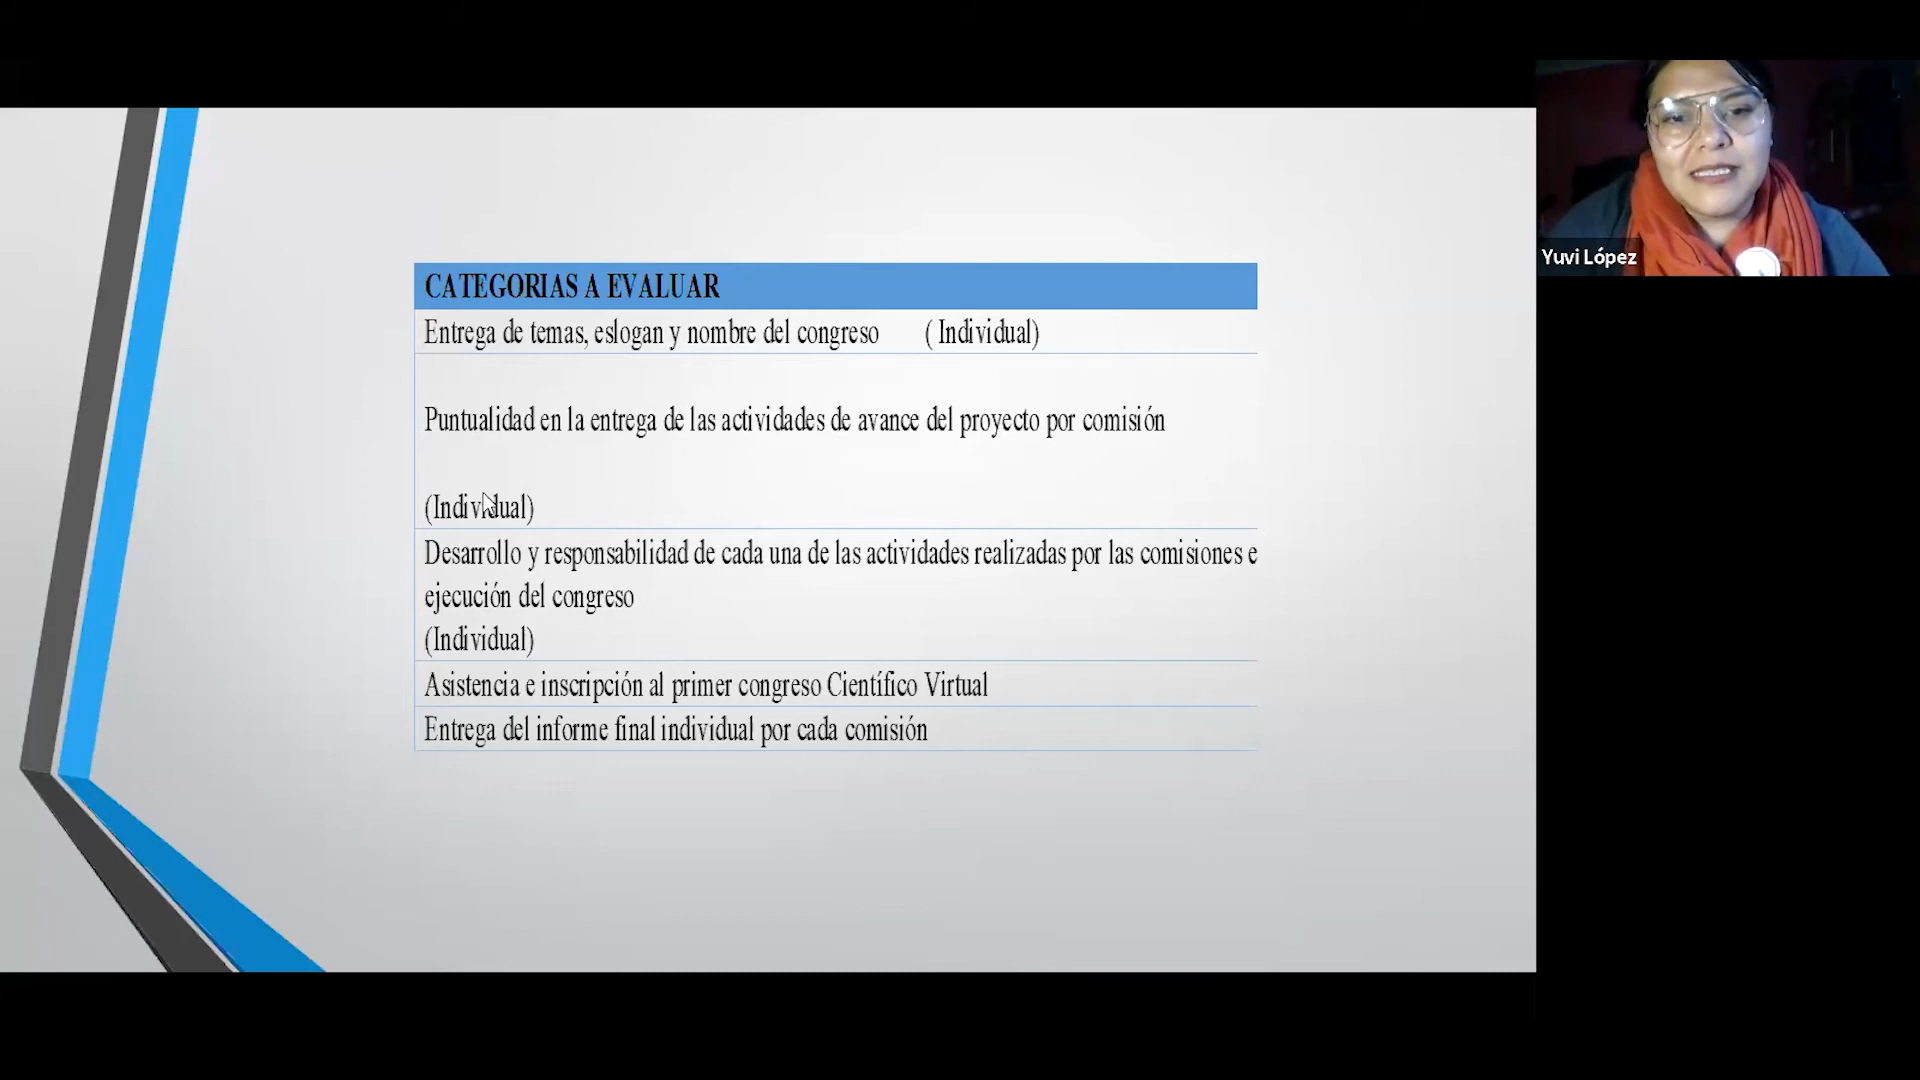 CATEGORIAS A EVALUAR
Entrega de temas, eslogan y nombre del congreso ( Individual)
Puntualidad en la entrega de las actividades de avance del proyecto por comisión
(Individual)
Desarrollo y responsabilidad de cada una de las actividades realizadas por las comisiones e
ejecución del congreso
(Individual)
Asistencia e inscripción al primer congreso Científico Virtual
Entrega del informe final individual por cada comisión
Yuvi López